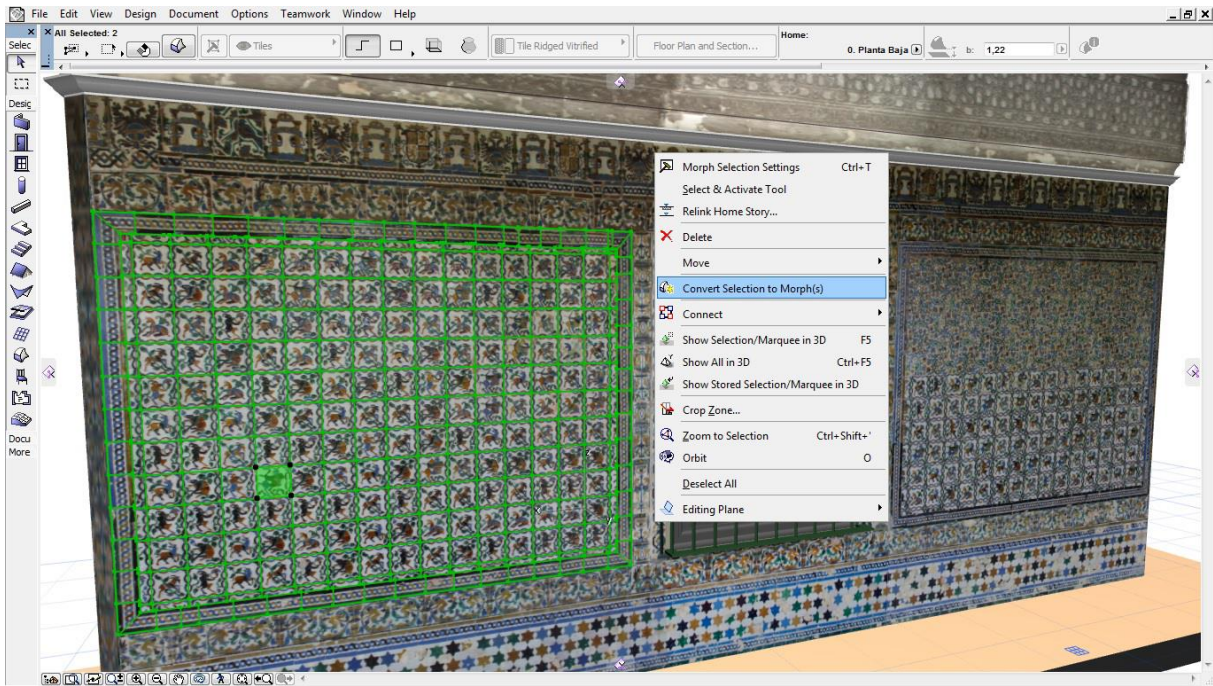 File Edit View Design Document Options Teamwork Window Help
All Selected: 2
Selec
Tiles
Tile Ridged Vitrified
Floor Plan and Section...
Home:
0. Planta Baja
b: 1,22
Desig
Morph Selection Settings Ctrl+T
Select & Activate Tool
Relink Home Story...
Delete
Move
Convert Selection to Morph(s)
Connect
Show Selection/Marquee in 3D F5
Show All in 3D Ctrl+F5
Show Stored Selection/Marquee in 3D
Crop Zone...
Zoom to Selection Ctrl+Shift+'
Orbit O
Deselect All
Editing Plane
Docu
More
x
y
z